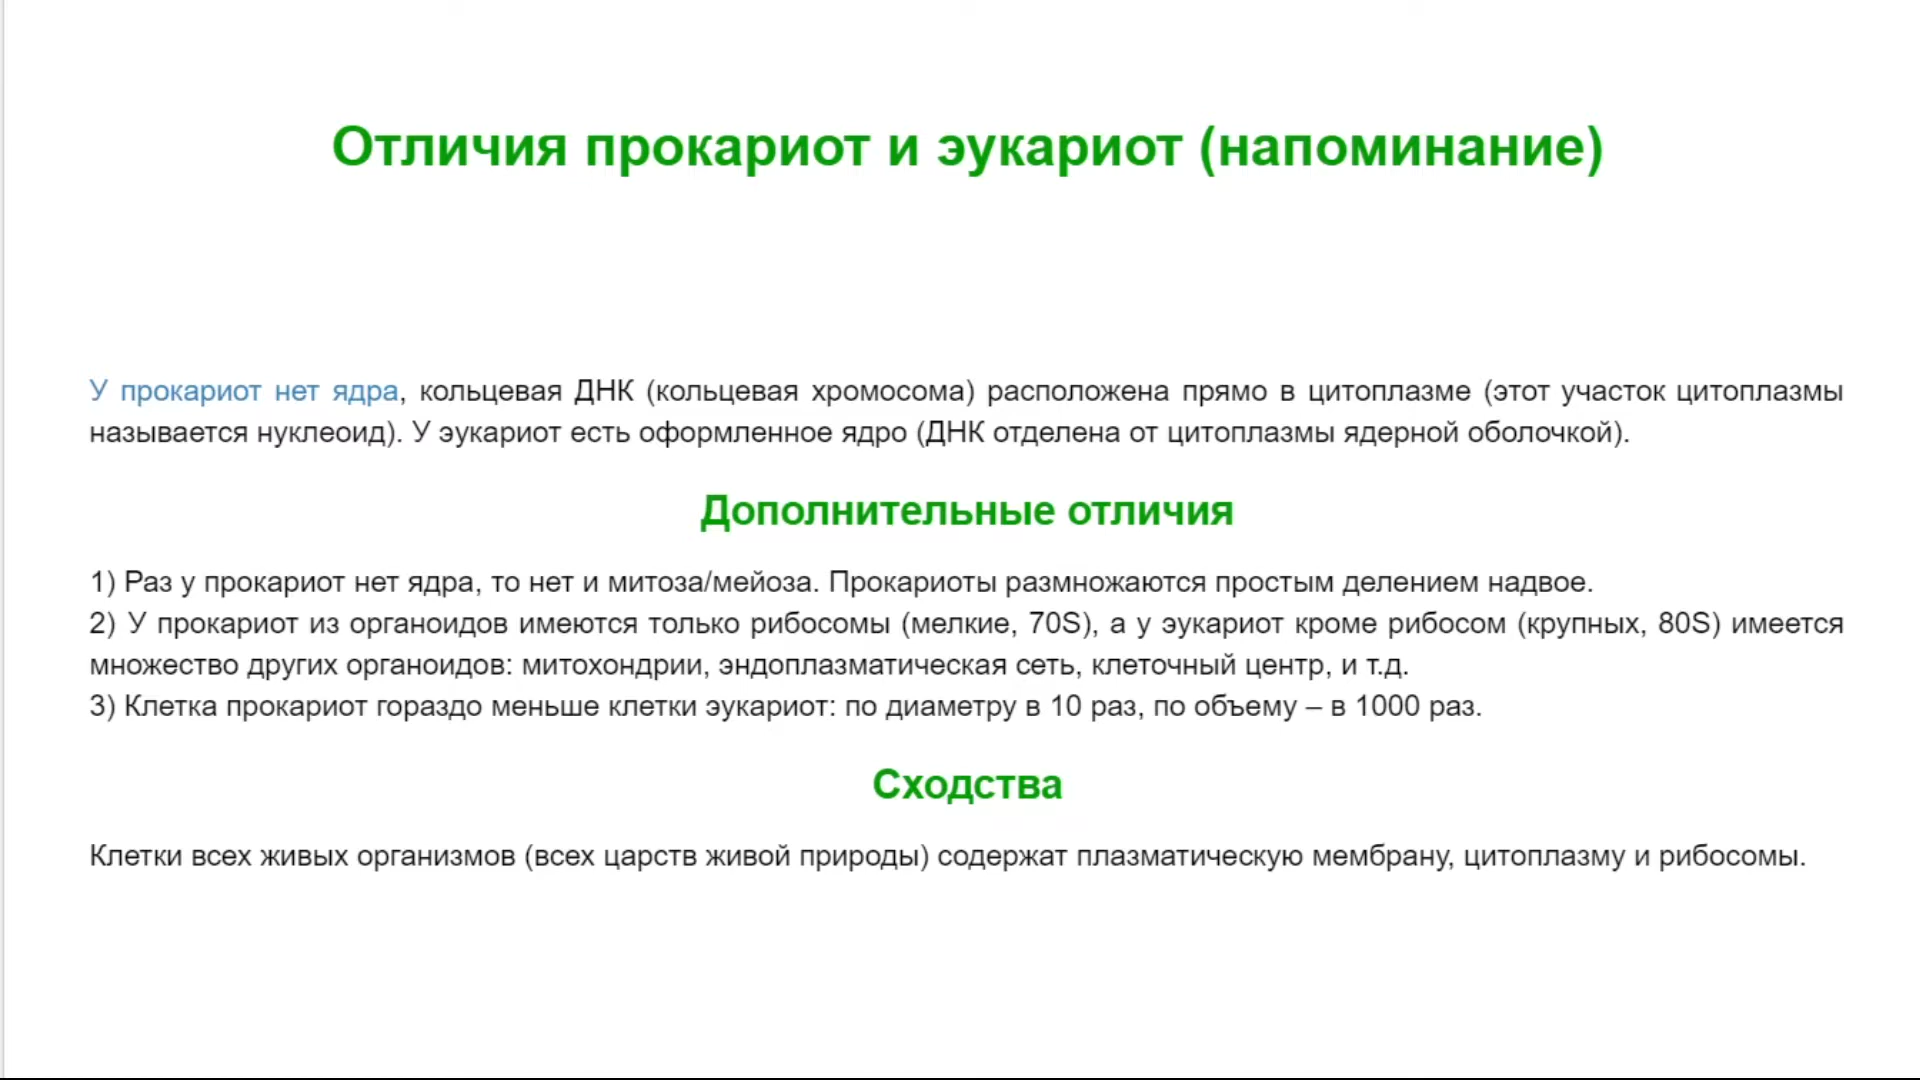 Отличия прокариот и эукариот (напоминание)
У прокариот нет ядра, кольцевая ДНК (кольцевая хромосома) расположена прямо в цитоплазме (этот участок цитоплазмы
называется нуклеоид). У эукариот есть оформленное ядро (ДНК отделена от цитоплазмы ядерной оболочкой).
Дополнительные отличия
1) Раз у прокариот нет ядра, то нет и митоза/мейоза. Прокариоты размножаются простым делением надвое.
2) У прокариот из органоидов имеются только рибосомы (мелкие, 70S), а у эукариот кроме рибосом (крупных, 80S) имеется
множество других органоидов: митохондрии, эндоплазматическая сеть, клеточный центр, и т.д.
3) Клетка прокариот гораздо меньше клетки эукариот: по диаметру в 10 раз, по объему – в 1000 раз.
Сходства
Клетки всех живых организмов (всех царств живой природы) содержат плазматическую мембрану, цитоплазму и рибосомы.